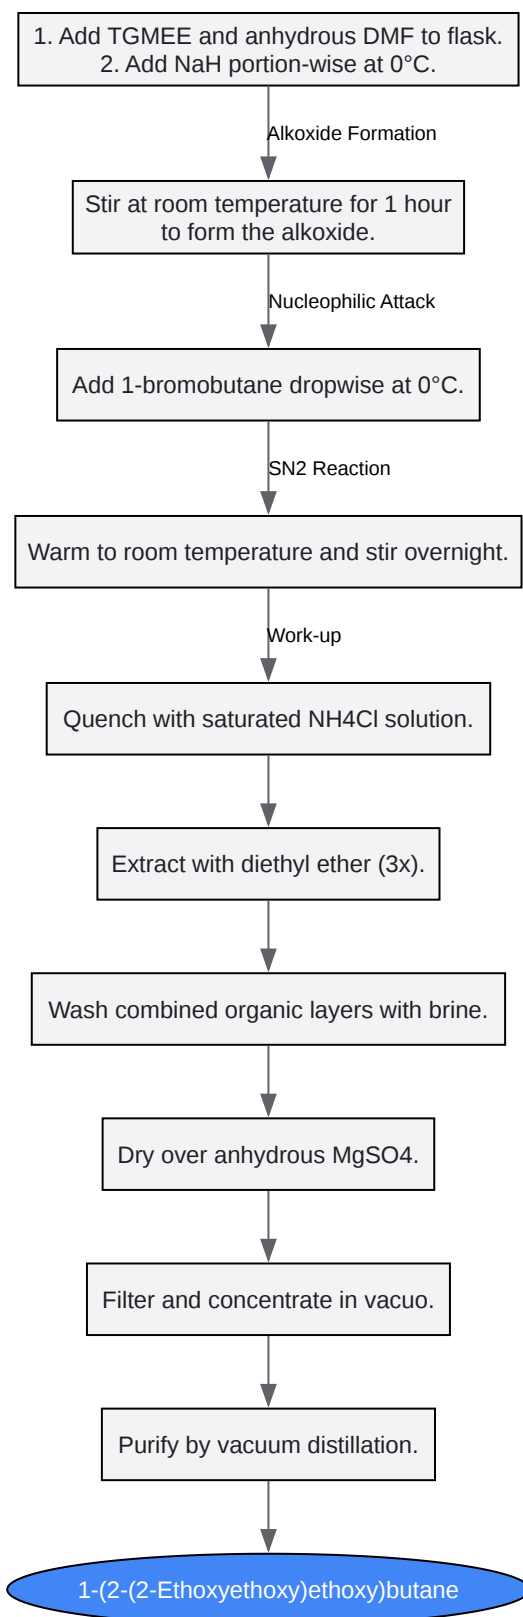 1. Add TGMEE and anhydrous DMF to flask.
2. Add NaH portion-wise at 0°C.
Alkoxide Formation
Stir at room temperature for 1 hour
to form the alkoxide.
Nucleophilic Attack
Add 1-bromobutane dropwise at 0°C.
SN2 Reaction
Warm to room temperature and stir overnight.
Work-up
Quench with saturated NH4Cl solution.
Extract with diethyl ether (3x).
Wash combined organic layers with brine.
Dry over anhydrous MgSO4.
Filter and concentrate in vacuo.
Purify by vacuum distillation.
1-(2-(2-Ethoxyethoxy)ethoxy)butane